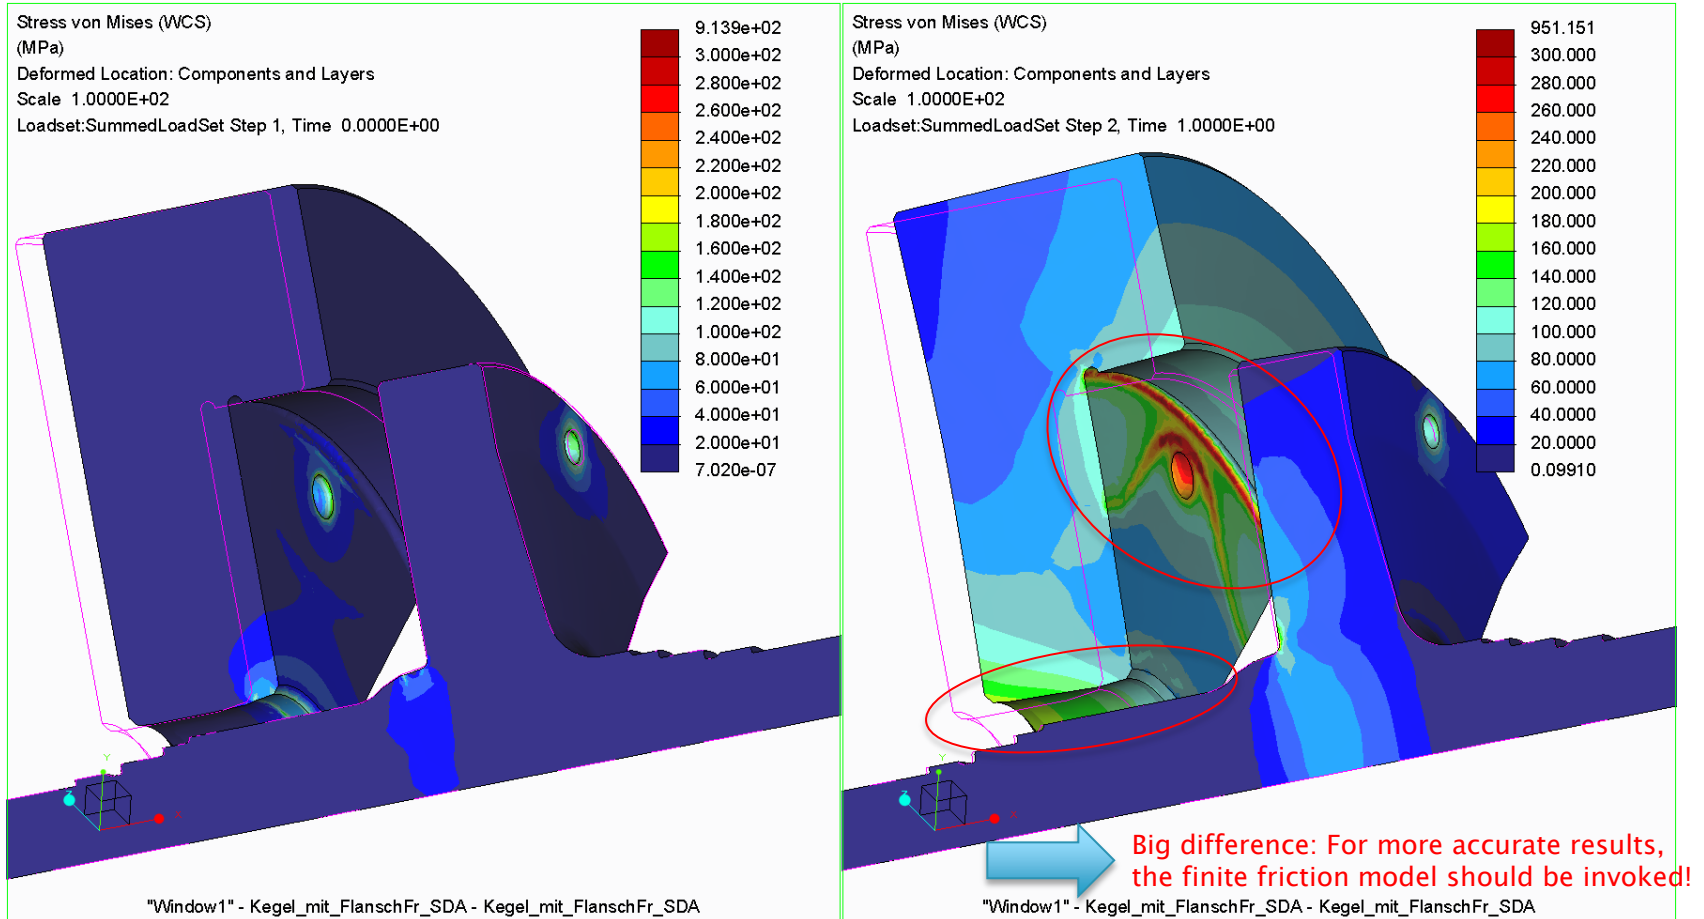 Stress von Mises (WCS)
(MPa)
Deformed Location: Components and Layers
Scale 1.0000E+02
Loadset:SummedLoadSet Step 1, Time 0.0000E+00
9.139e+02
3.000e+02
2.800e+02
2.600e+02
2.400e+02
2.200e+02
2.000e+02
1.800e+02
1.600e+02
1.400e+02
1.200e+02
1.000e+02
8.000e+01
6.000e+01
4.000e+01
2.000e+01
7.020e-07
Y
Z
X
"Window1" - Kegel_mit_FlanschFr_SDA - Kegel_mit_FlanschFr_SDA
Stress von Mises (WCS)
(MPa)
Deformed Location: Components and Layers
Scale 1.0000E+02
Loadset:SummedLoadSet Step 2, Time 1.0000E+00
951.151
300.000
280.000
260.000
240.000
220.000
200.000
180.000
160.000
140.000
120.000
100.000
80.0000
60.0000
40.0000
20.0000
0.09910
Y
Z
X
Big difference: For more accurate results,
the finite friction model should be invoked!
"Window1" - Kegel_mit_FlanschFr_SDA - Kegel_mit_FlanschFr_SDA